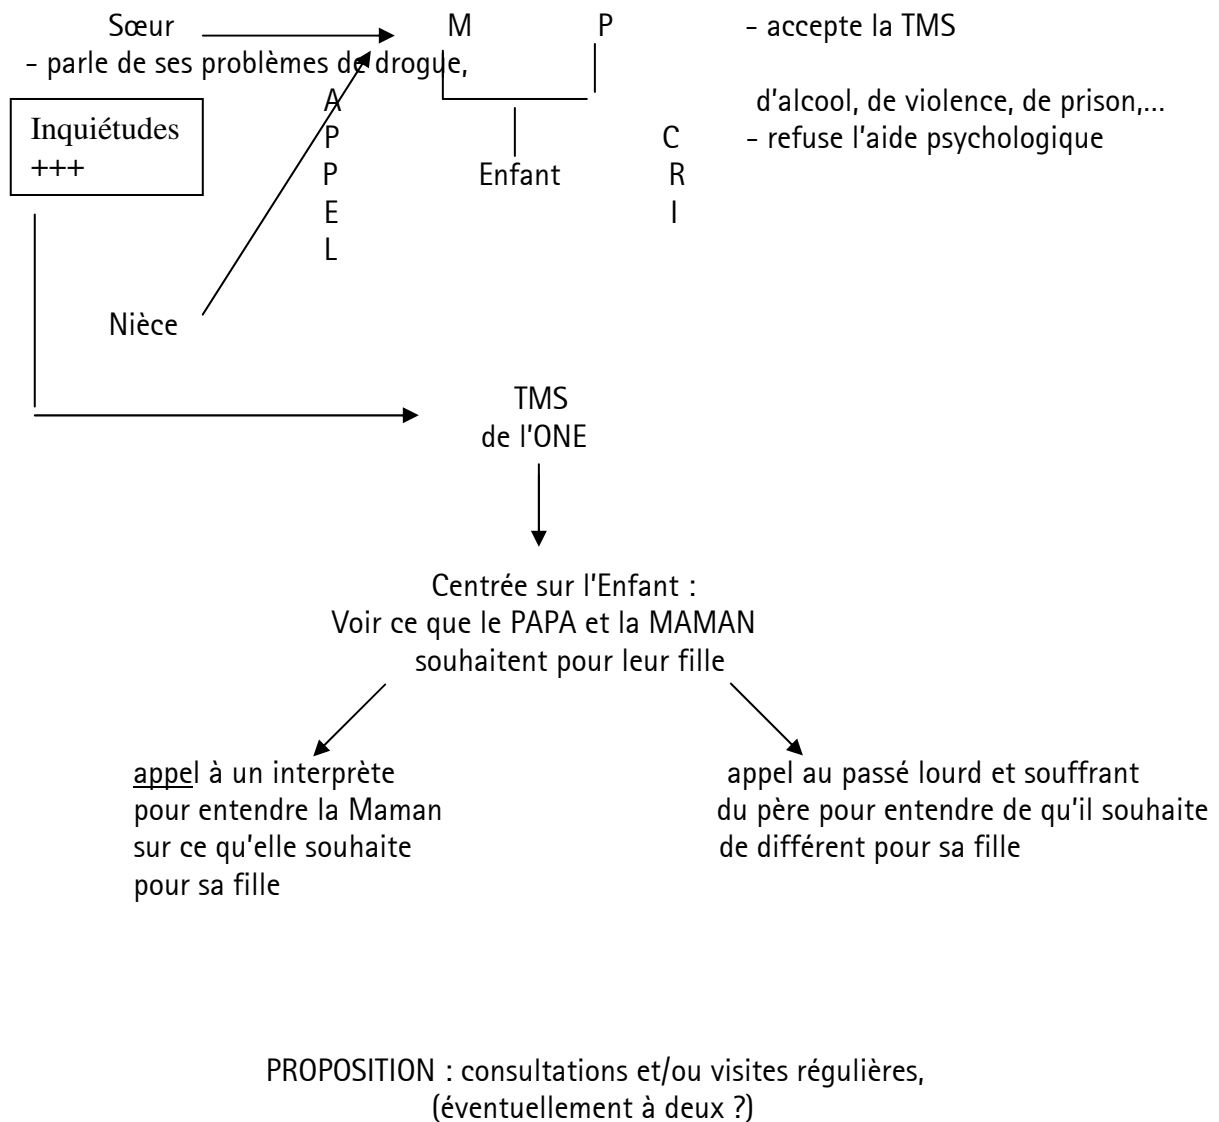 Sœur M P - accepte la TMS
- parle de ses problèmes de drogue,
A d'alcool, de violence, de prison,...
Inquiétudes
P C - refuse l'aide psychologique
+++
P Enfant R
E I
L
Nièce
TMS
de l'ONE
Centrée sur l'Enfant :
Voir ce que le PAPA et la MAMAN
souhaitent pour leur fille
appel à un interprète
pour entendre la Maman
sur ce qu'elle souhaite
pour sa fille
appel au passé lourd et souffrant
du père pour entendre de qu'il souhaite
de différent pour sa fille
PROPOSITION : consultations et/ou visites régulières,
(éventuellement à deux ?)